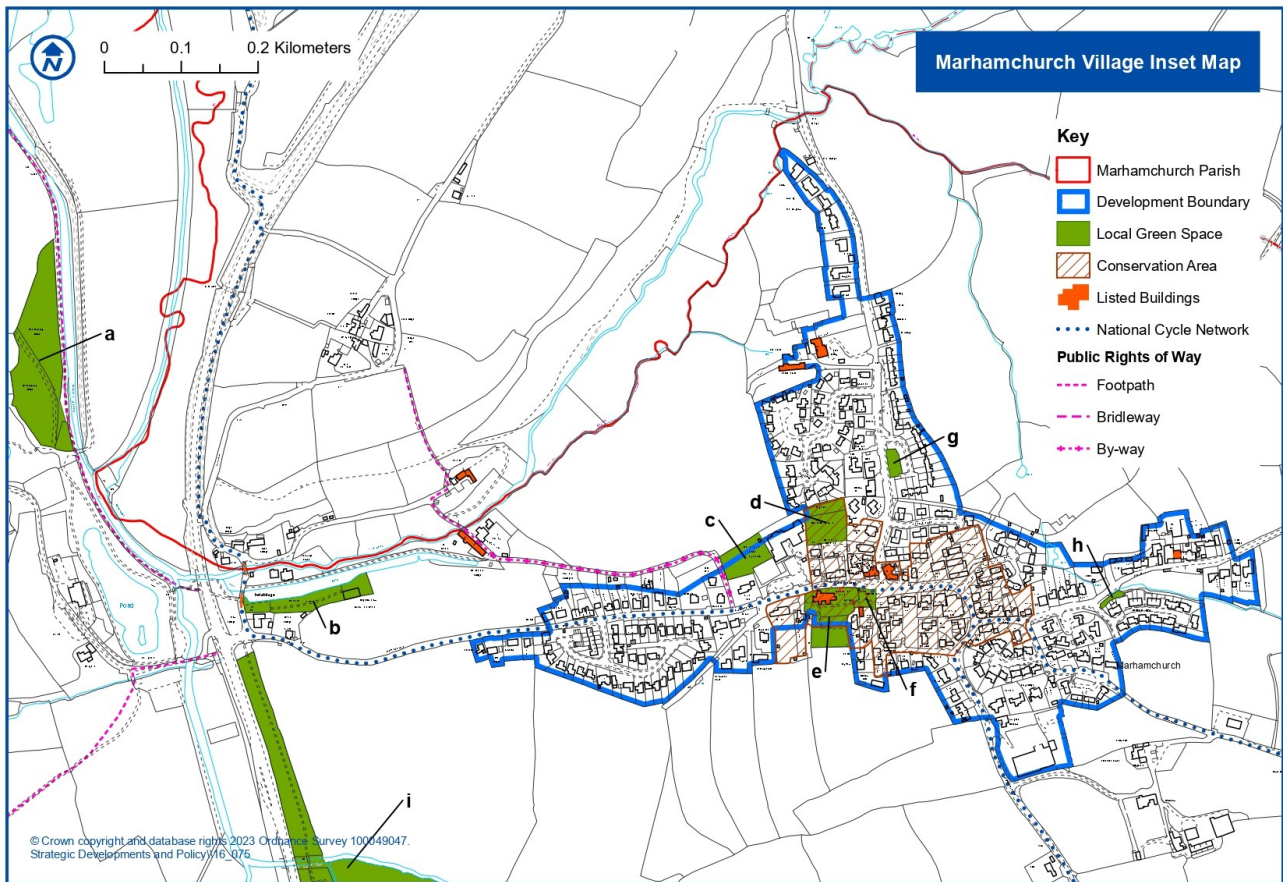 N
0 0.1 0.2 Kilometers
Marhamchurch Village Inset Map
Key
Marhamchurch Parish
Development Boundary
Local Green Space
Conservation Area
Listed Buildings
National Cycle Network
Public Rights of Way
Footpath
Bridleway
By-way
a
g
d
c
h
b
Pond
Marhamchurch
e
f
i
© Crown copyright and database rights 2023 Ordnance Survey 100049047.
Strategic Developments and Policy\16_075